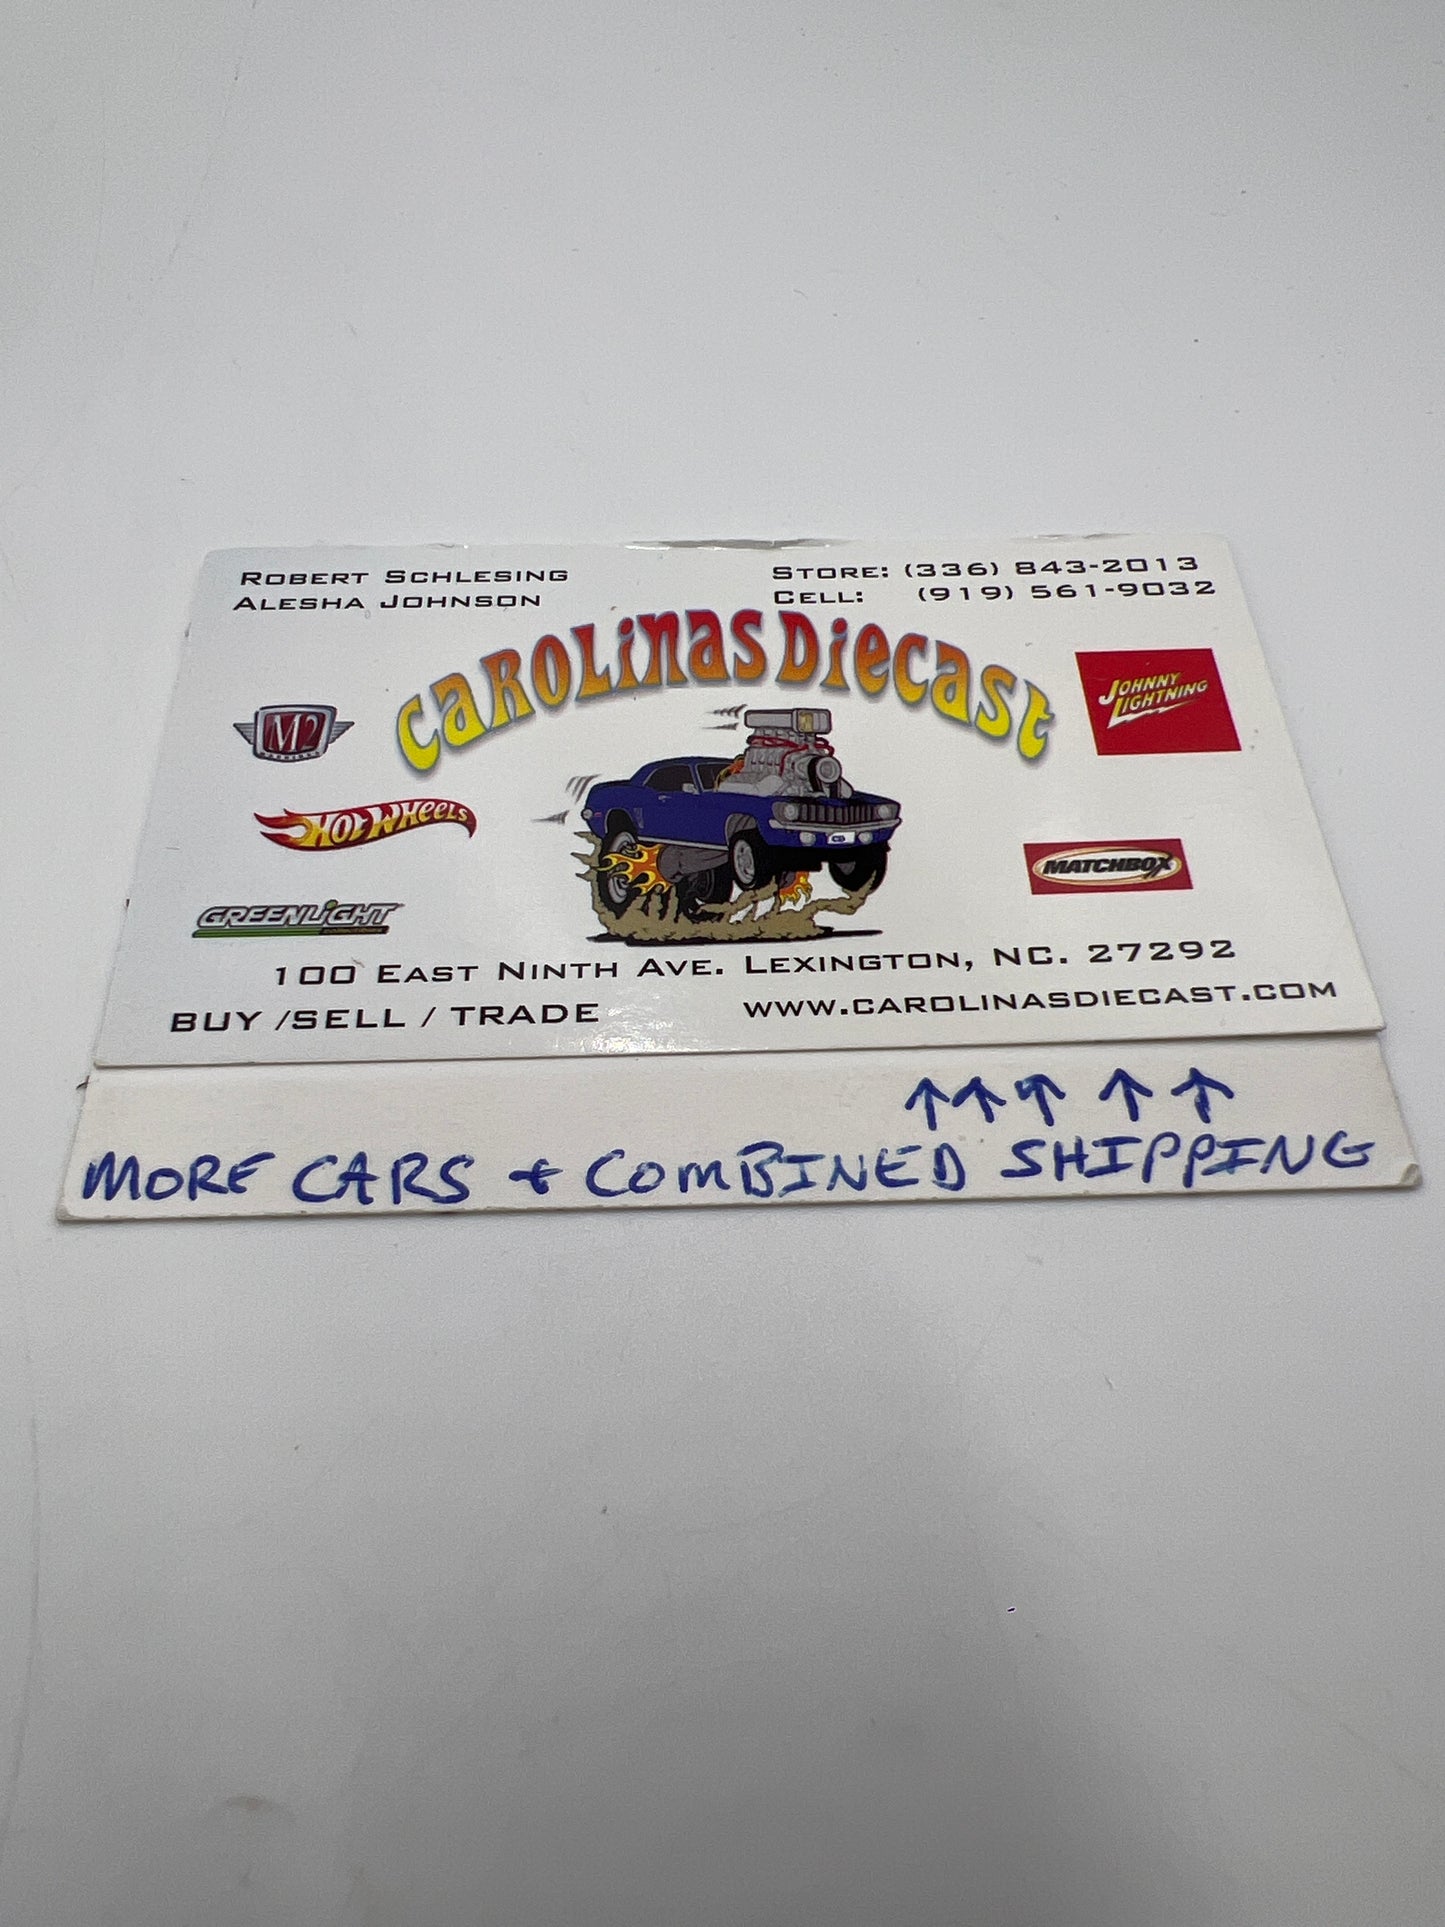 ROBERT SCHLESING
ALESHA JOHNSON
STORE: (336) 843-2013
CELL: (919) 561-9032
CAROLINAS DIECAST
M2
MACHINES
JOHNNY
LIGHTNING
HOT WHEELS
MATCHBOX
GREENLIGHT
100 EAST NINTH AVE. LEXINGTON, NC. 27292
BUY /SELL / TRADE
WWW.CAROLINASDIECAST.COM
↑↑↑ ↑ ↑
MORE CARS + COMBINED SHIPPING